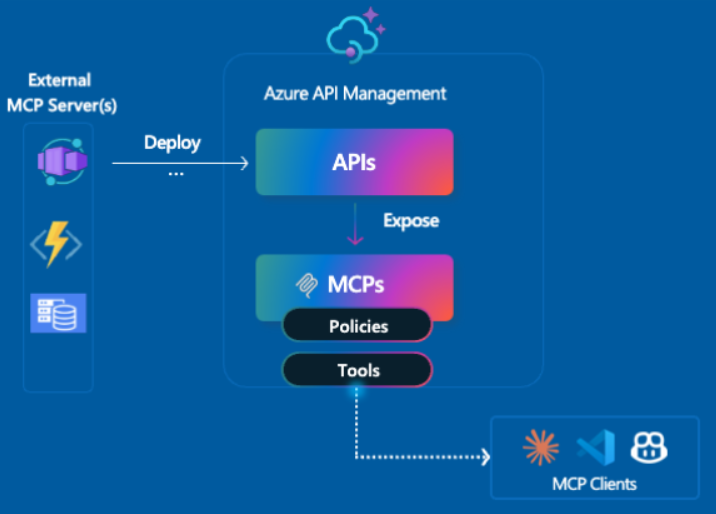 External
MCP Server(s)
Azure API Management
Deploy
...
APIs
Expose
MCPs
Policies
Tools
MCP Clients